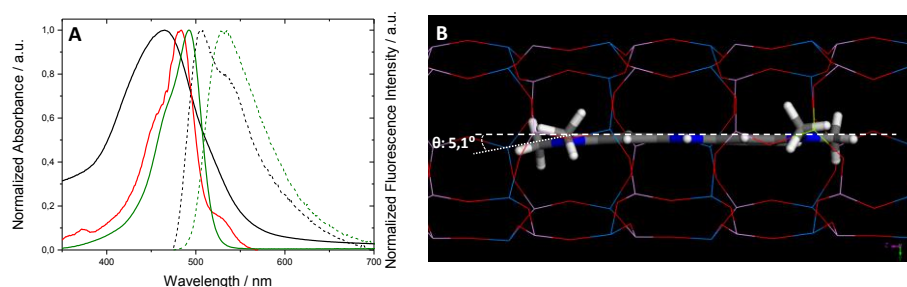 A
Normalized Absorbance / a.u.
1,0
0,8
0,6
0,4
0,2
0,0
400
500
600
700
Wavelength / nm
Normalized Fluorescence Intensity / a.u.
B
θ: 5,1º